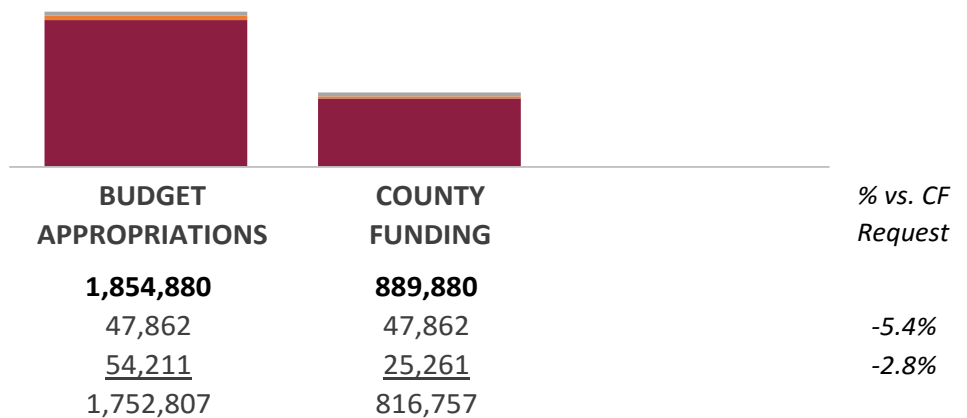 BUDGET COUNTY % vs. CF
APPROPRIATIONS FUNDING Request
1,854,880 889,880
47,862 47,862 -5.4%
54,211 25,261 -2.8%
1,752,807 816,757